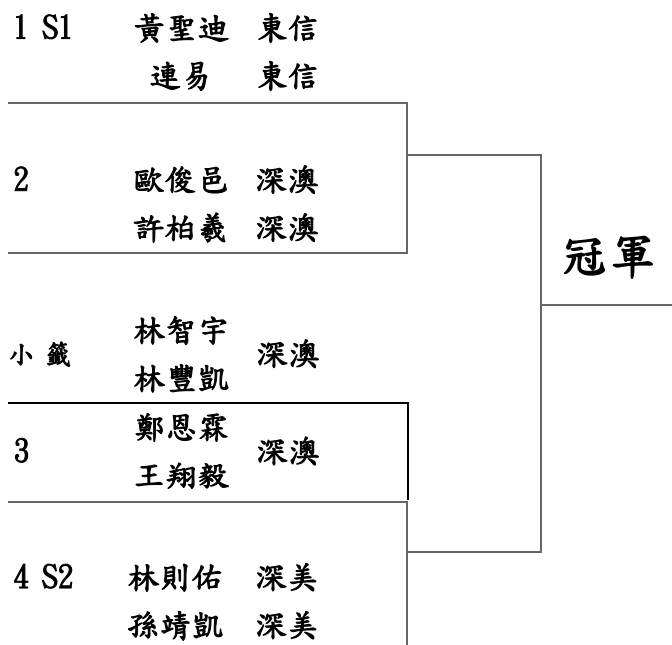 1 S1 黃聖迪 東信
連易 東信
2 歐俊邑 深澳
許柏羲 深澳
冠軍
林智宇
小 籤 深澳
林豐凱
鄭恩霖
3 深澳
王翔毅
4 S2 林則佑 深美
孫靖凱 深美